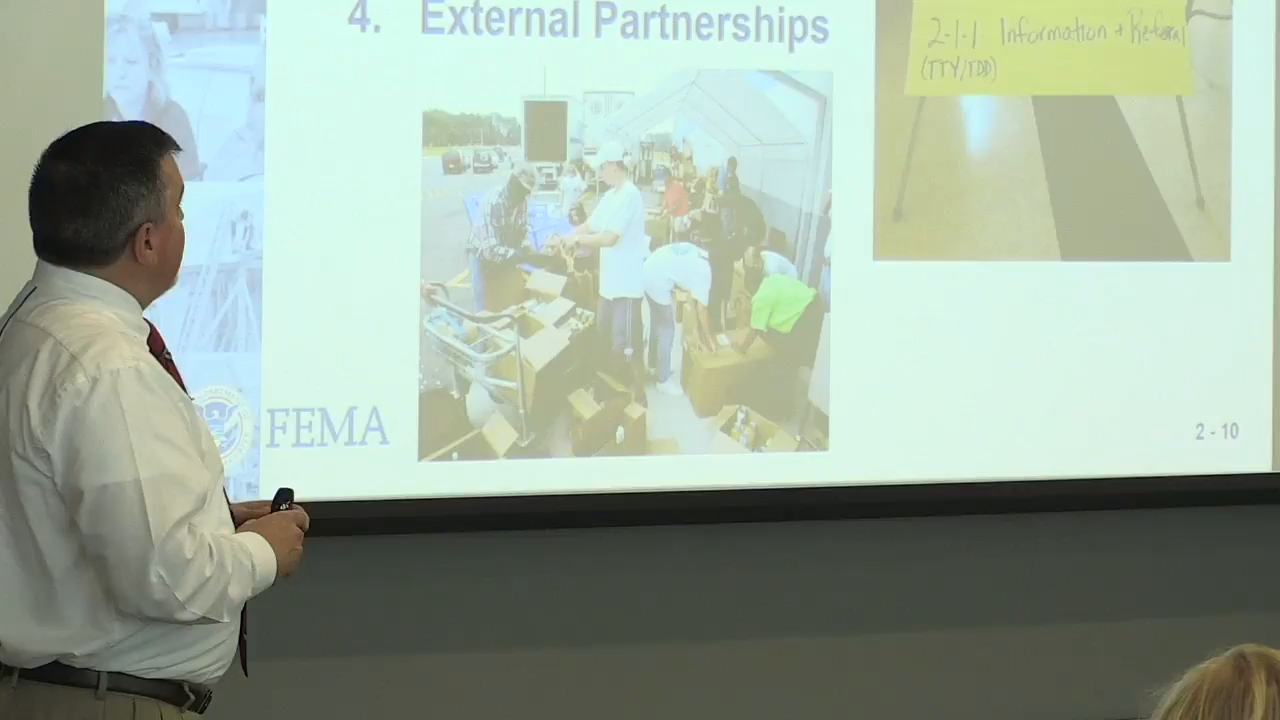 4. External Partnerships
2-1-1 Information + Referral
(TTY/TDD)
FEMA
2 - 10